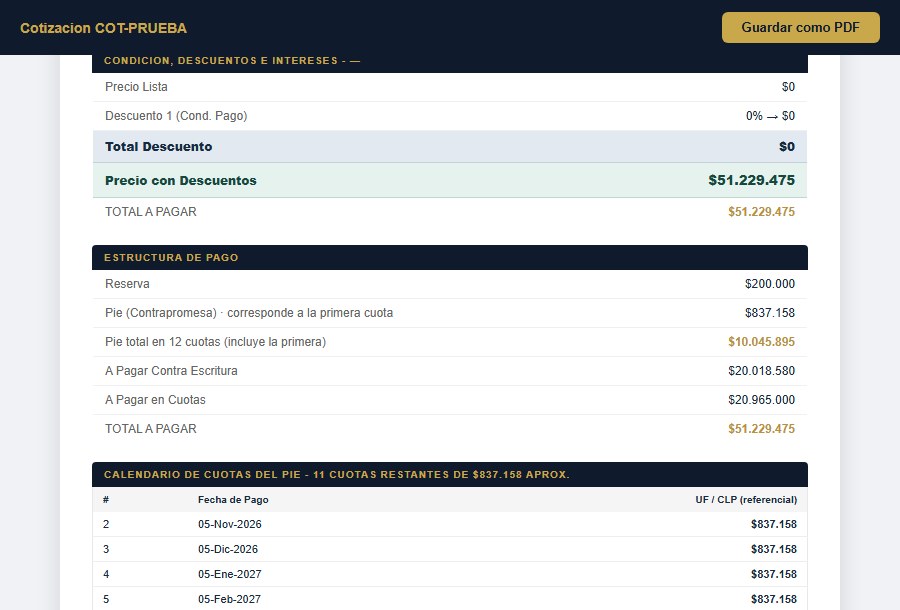 Cotizacion COT-PRUEBA
Guardar como PDF
CONDICION, DESCUENTOS E INTERESES - —
Precio Lista $0
Descuento 1 (Cond. Pago) 0% → $0
Total Descuento $0
Precio con Descuentos $51.229.475
TOTAL A PAGAR $51.229.475
ESTRUCTURA DE PAGO
Reserva $200.000
Pie (Contrapromesa) · corresponde a la primera cuota $837.158
Pie total en 12 cuotas (incluye la primera) $10.045.895
A Pagar Contra Escritura $20.018.580
A Pagar en Cuotas $20.965.000
TOTAL A PAGAR $51.229.475
CALENDARIO DE CUOTAS DEL PIE - 11 CUOTAS RESTANTES DE $837.158 APROX.
# Fecha de Pago UF / CLP (referencial)
2 05-Nov-2026 $837.158
3 05-Dic-2026 $837.158
4 05-Ene-2027 $837.158
5 05-Feb-2027 $837.158